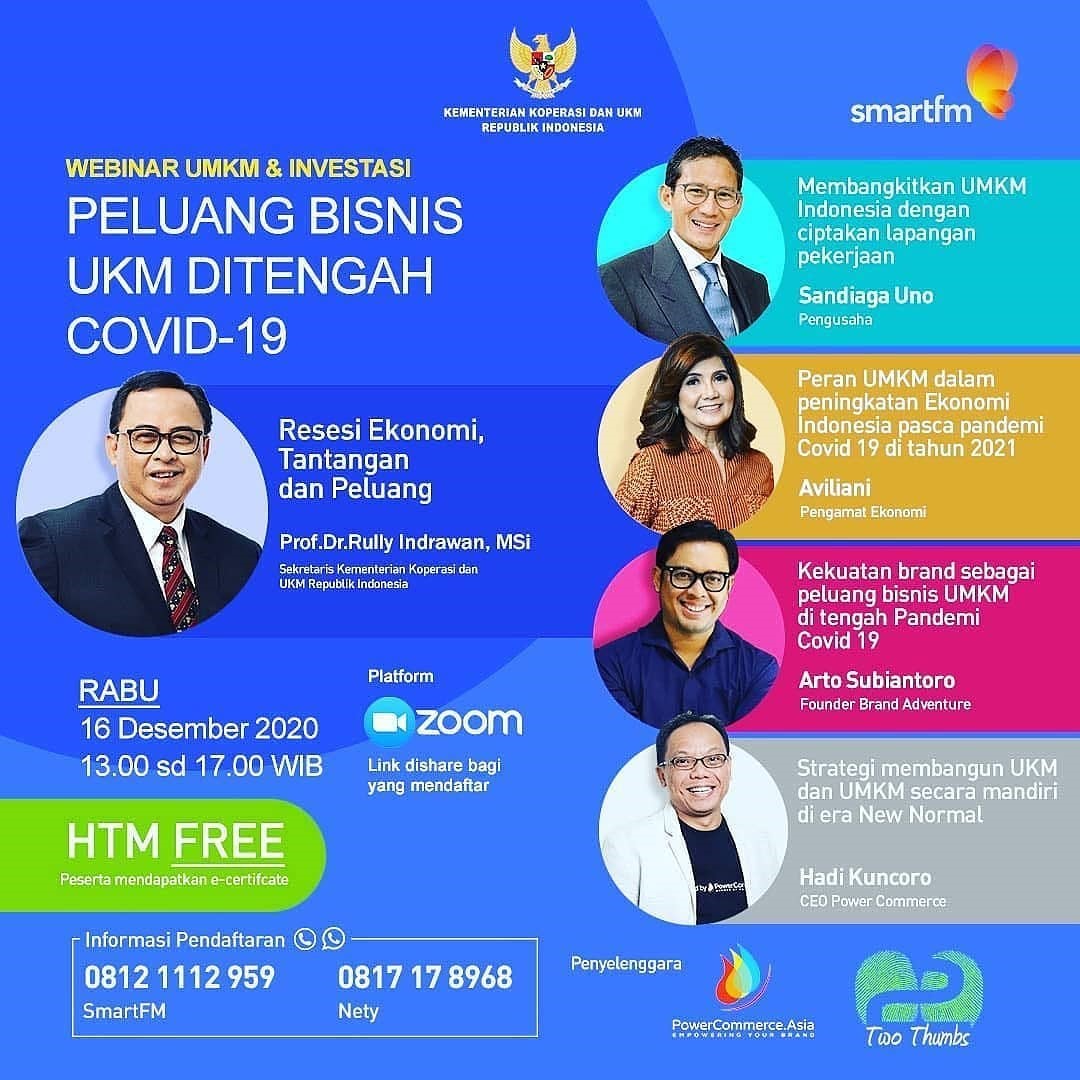 KEMENTERIAN KOPERASI DAN UKM
REPUBLIK INDONESIA
smartfm
WEBINAR UMKM & INVESTASI
PELUANG BISNIS
UKM DITENGAH
COVID-19
Resesi Ekonomi,
Tantangan
dan Peluang
Prof.Dr.Rully Indrawan, MSi
Sekretaris Kementerian Koperasi dan
UKM Republik Indonesia
Membangkitkan UMKM
Indonesia dengan
ciptakan lapangan
pekerjaan
Sandiaga Uno
Pengusaha
Peran UMKM dalam
peningkatan Ekonomi
Indonesia pasca pandemi
Covid 19 di tahun 2021
Aviliani
Pengamat Ekonomi
Kekuatan brand sebagai
peluang bisnis UMKM
di tengah Pandemi
Covid 19
Arto Subiantoro
Founder Brand Adventure
Strategi membangun UKM
dan UMKM secara mandiri
di era New Normal
Hadi Kuncoro
CEO Power Commerce
RABU
16 Desember 2020
13.00 sd 17.00 WIB
Platform
zoom
Link dishare bagi
yang mendaftar
HTM FREE
Peserta mendapatkan e-certifcate
Informasi Pendaftaran
0812 1112 959
SmartFM
0817 17 8968
Nety
Penyelenggara
PowerCommerce.Asia
EMPOWERING YOUR BRAND
Two Thumbs